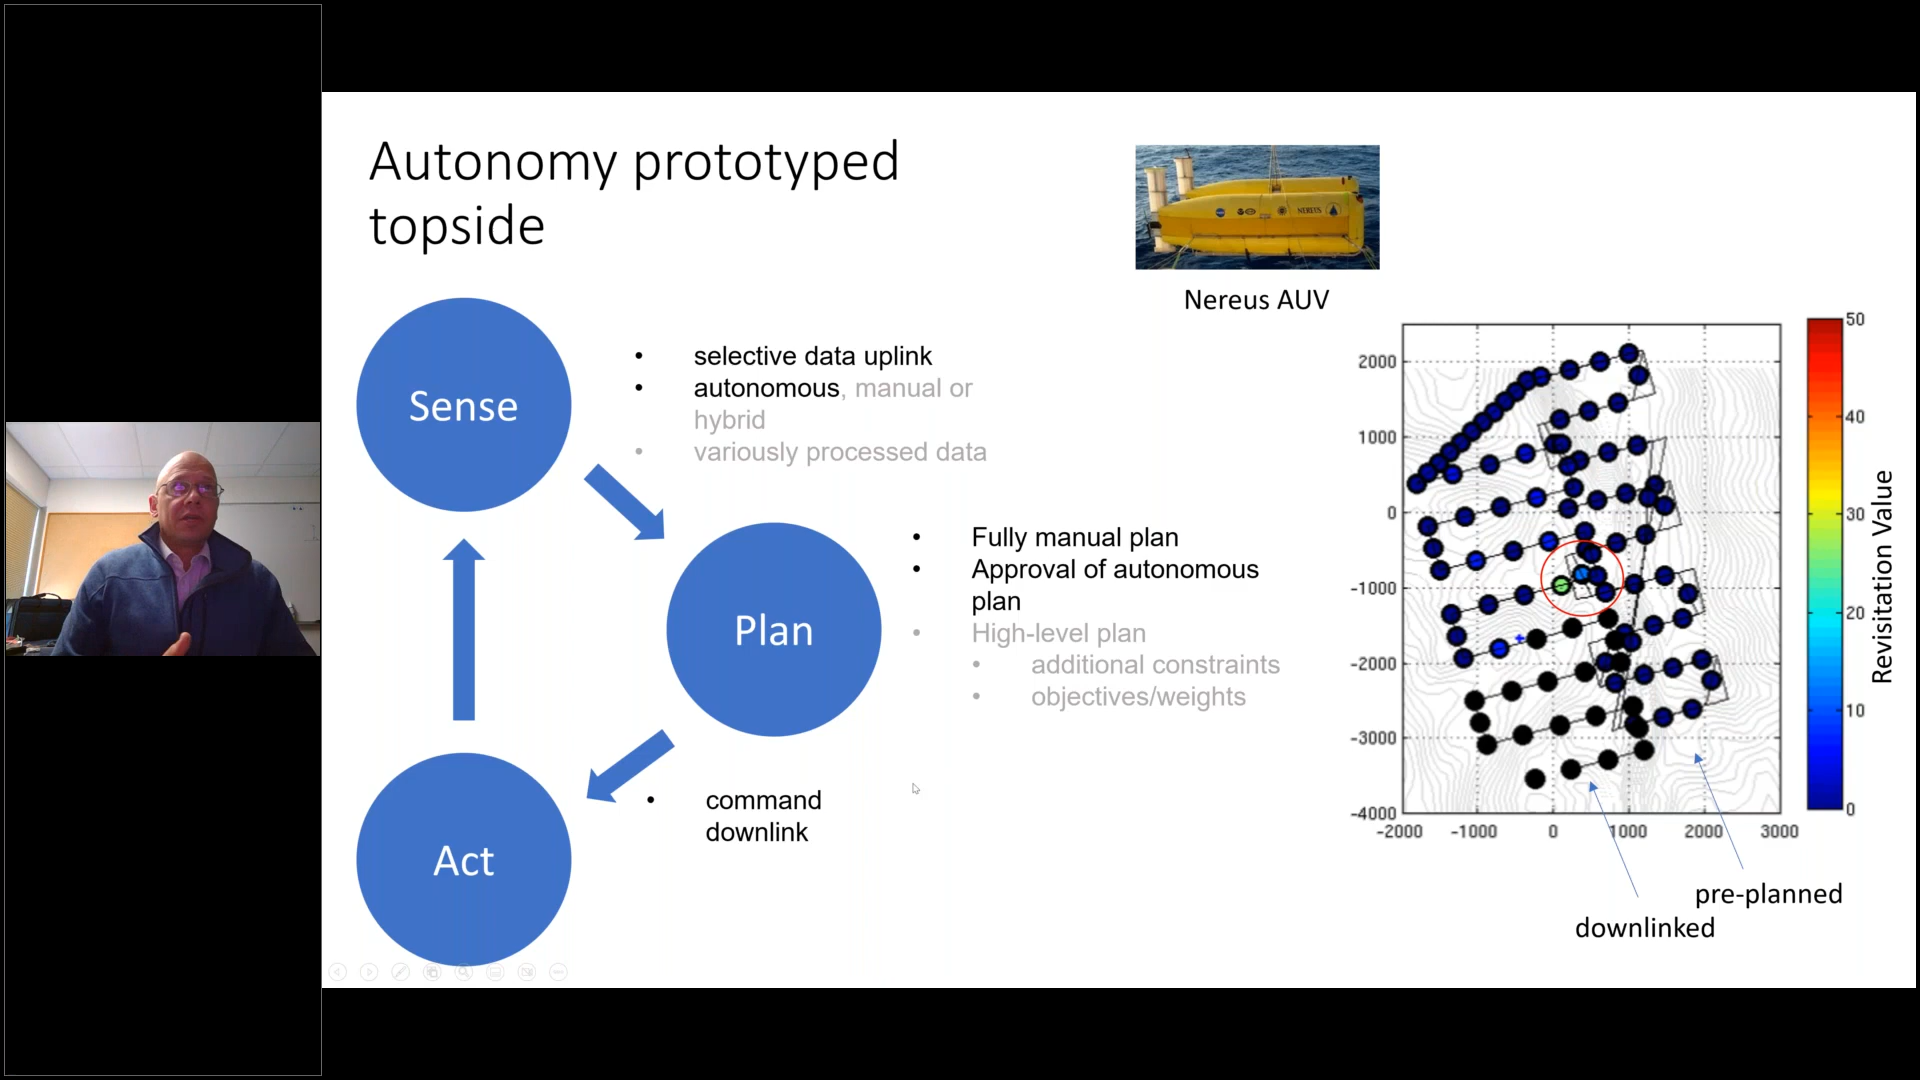 Autonomy prototyped
topside
NEREUS
Nereus AUV
Sense
• selective data uplink
• autonomous, manual or
hybrid
• variously processed data
Plan
• Fully manual plan
• Approval of autonomous
plan
• High-level plan
• additional constraints
• objectives/weights
Act
• command
downlink
2000
1000
0
-1000
-2000
-3000
-4000
-2000 -1000 0 1000 2000 3000
50
40
30
20
10
0
Revisitation Value
pre-planned
downlinked